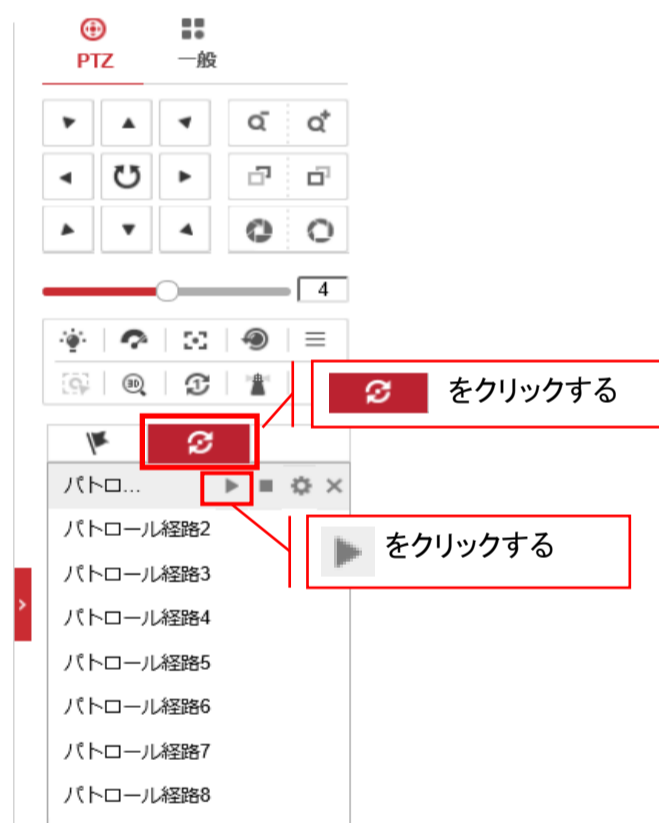 PTZ
一般
4
3D
1
をクリックする
パトロ...
をクリックする
パトロール経路2
パトロール経路3
パトロール経路4
パトロール経路5
パトロール経路6
パトロール経路7
パトロール経路8